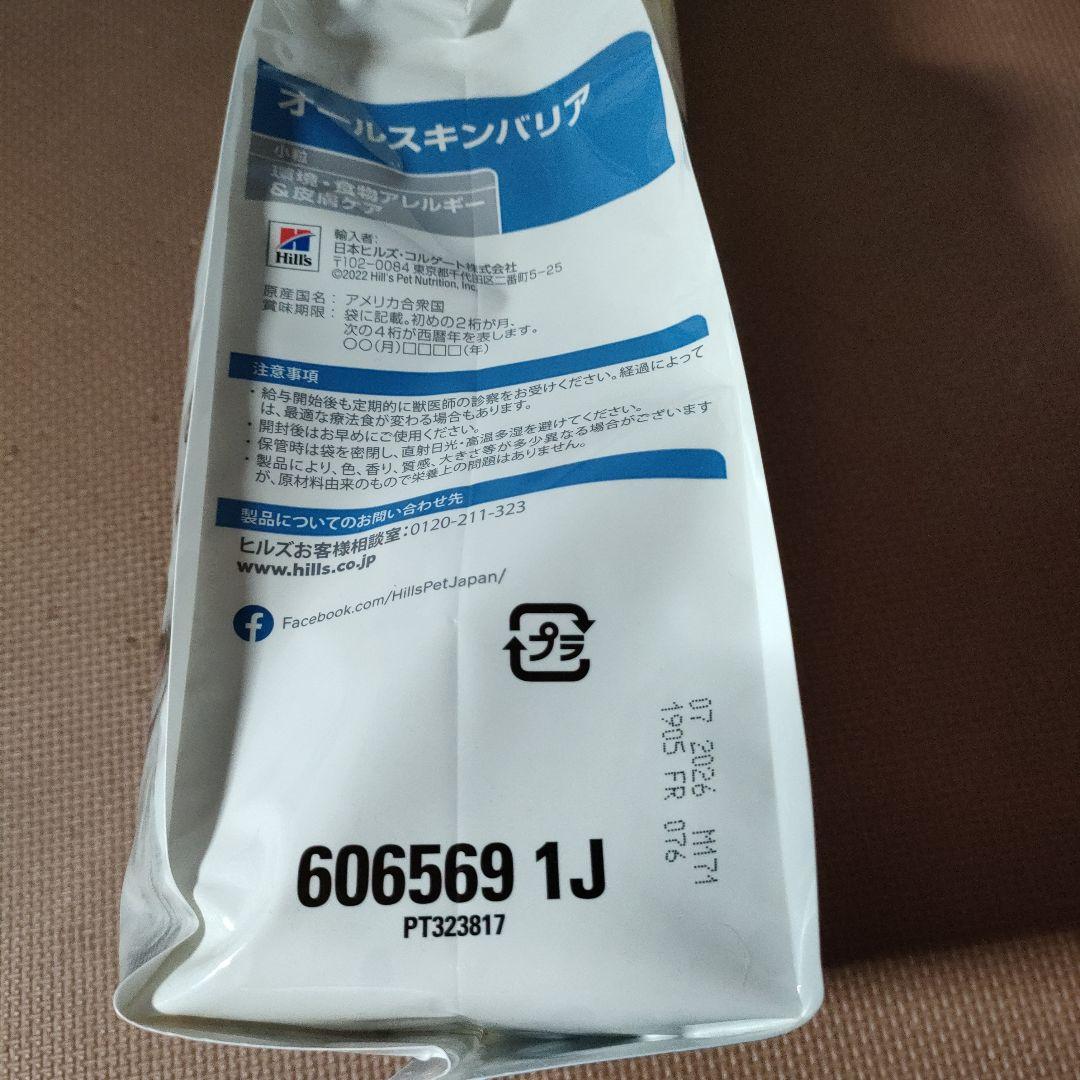 オールスキンバリア
小粒
環境・食物アレルギー
&皮膚ケア
Hill's
輸入者:
日本ヒルズ・コルゲート株式会社
〒102-0084 東京都千代田区二番町5-25
©2022 Hill's Pet Nutrition, Inc.
原産国名： アメリカ合衆国
賞味期限： 袋に記載。初めの2桁が月、
次の4桁が西暦年を表します。
〇〇(月)□□□□(年)
注意事項
・給与開始後も定期的に獣医師の診察をお受けください。経過によって
は、最適な療法食が変わる場合もあります。
・開封後はお早めにご使用ください。
・保管時は袋を密閉し、直射日光・高温多湿を避けてください。
・製品により、色、香り、質感、大きさ等が多少異なる場合がございます
が、原材料由来のもので栄養上の問題はありません。
製品についてのお問い合わせ先
ヒルズお客様相談室：0120-211-323
www.hills.co.jp
Facebook.com/HillsPetJapan/
プラ
07 2026 M171
1905 FR 076
606569 1J
PT323817